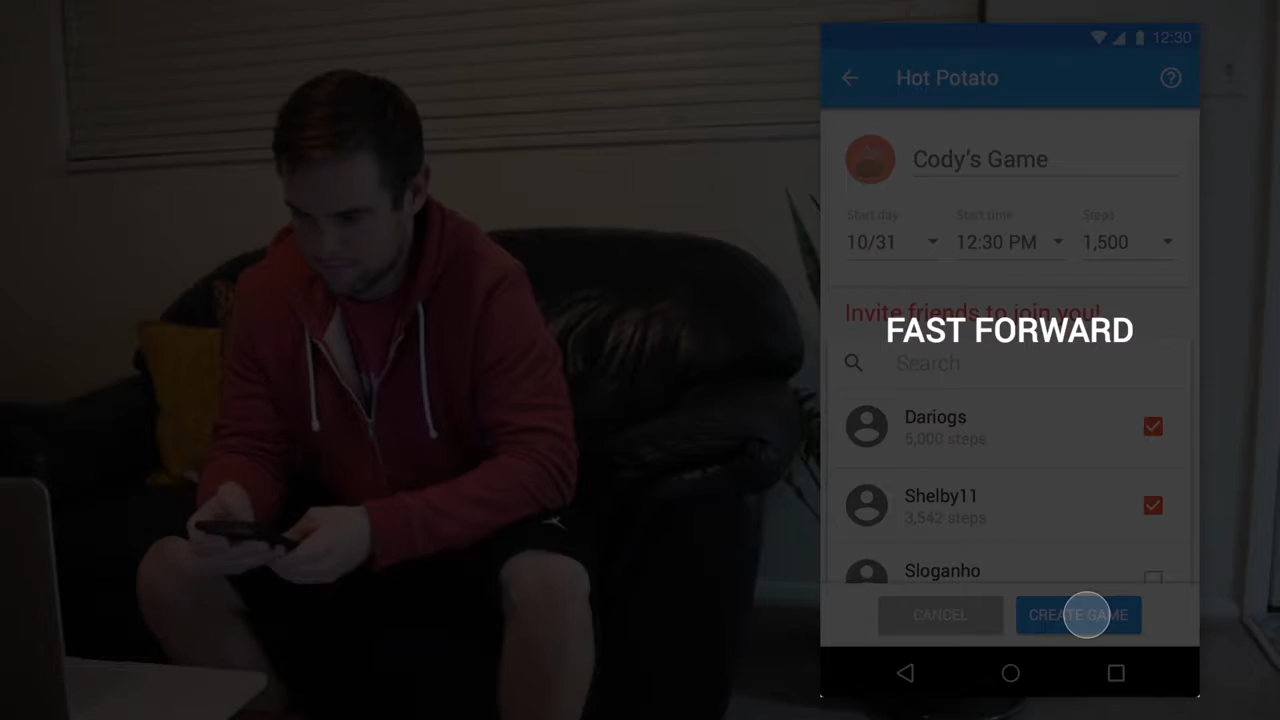 12:30
Hot Potato
Cody's Game
Start day Start time Steps
10/31 12:30 PM 1,500
Invite friends to join you!
FAST FORWARD
Search
Dariogs
5,000 steps
Shelby11
3,542 steps
Sloganho
CANCEL CREATE GAME